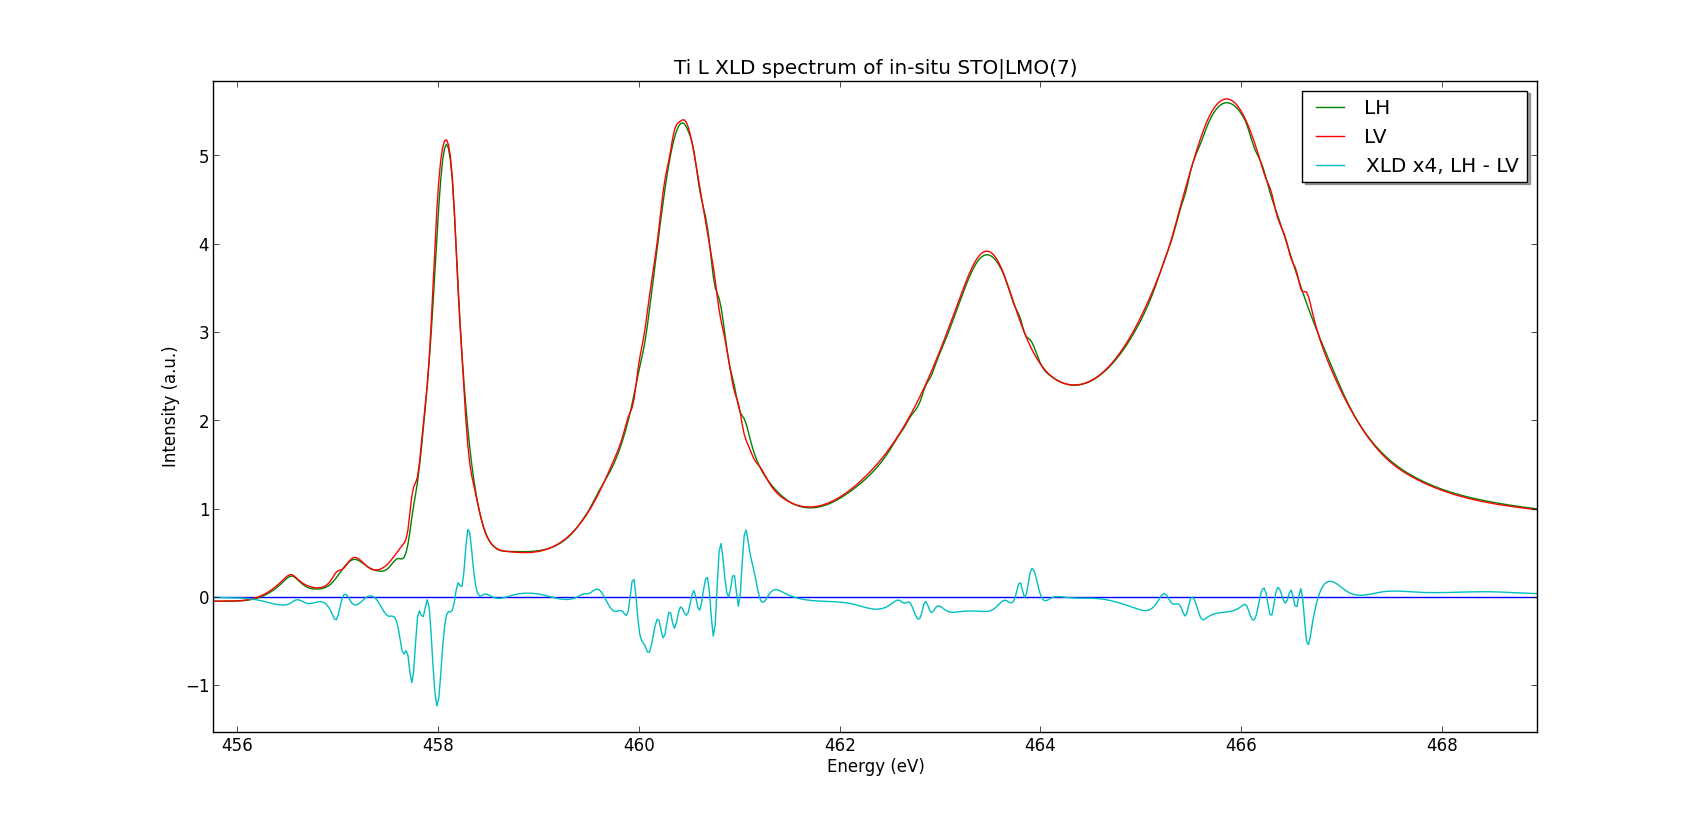 Ti L XLD spectrum of in-situ STO|LMO(7)
LH
LV
XLD x4, LH - LV
Intensity (a.u.)
5
4
3
2
1
0
−1
456 458 460 462 464 466 468
Energy (eV)